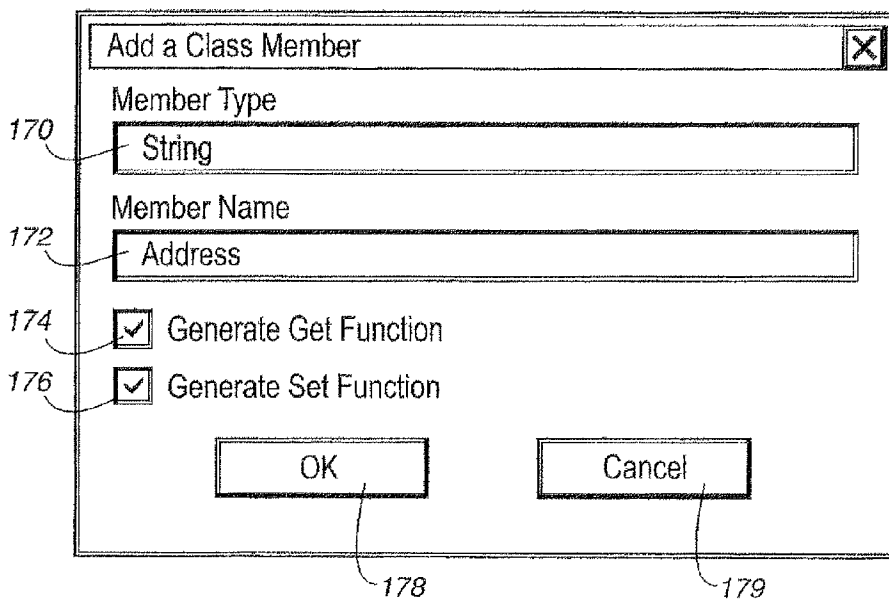 Add a Class Member
Member Type
170
String
Member Name
172
Address
174
Generate Get Function
176
Generate Set Function
OK
Cancel
178
179